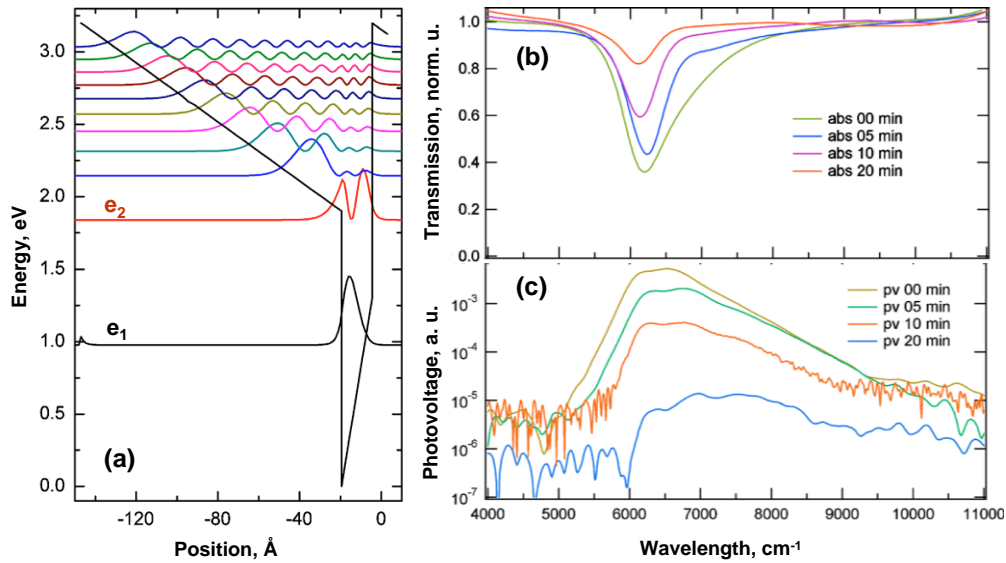 Energy, eV
3.0
2.5
2.0
1.5
1.0
0.5
0.0
e2
e1
(a)
-120
-80
-40
0
Position, Å
Transmission, norm. u.
1.0
0.8
0.6
0.4
0.2
0.0
(b)
abs 00 min
abs 05 min
abs 10 min
abs 20 min
Photovoltage, a. u.
10-3
10-4
10-5
10-6
10-7
(c)
pv 00 min
pv 05 min
pv 10 min
pv 20 min
4000
5000
6000
7000
8000
9000
10000
11000
Wavelength, cm-1